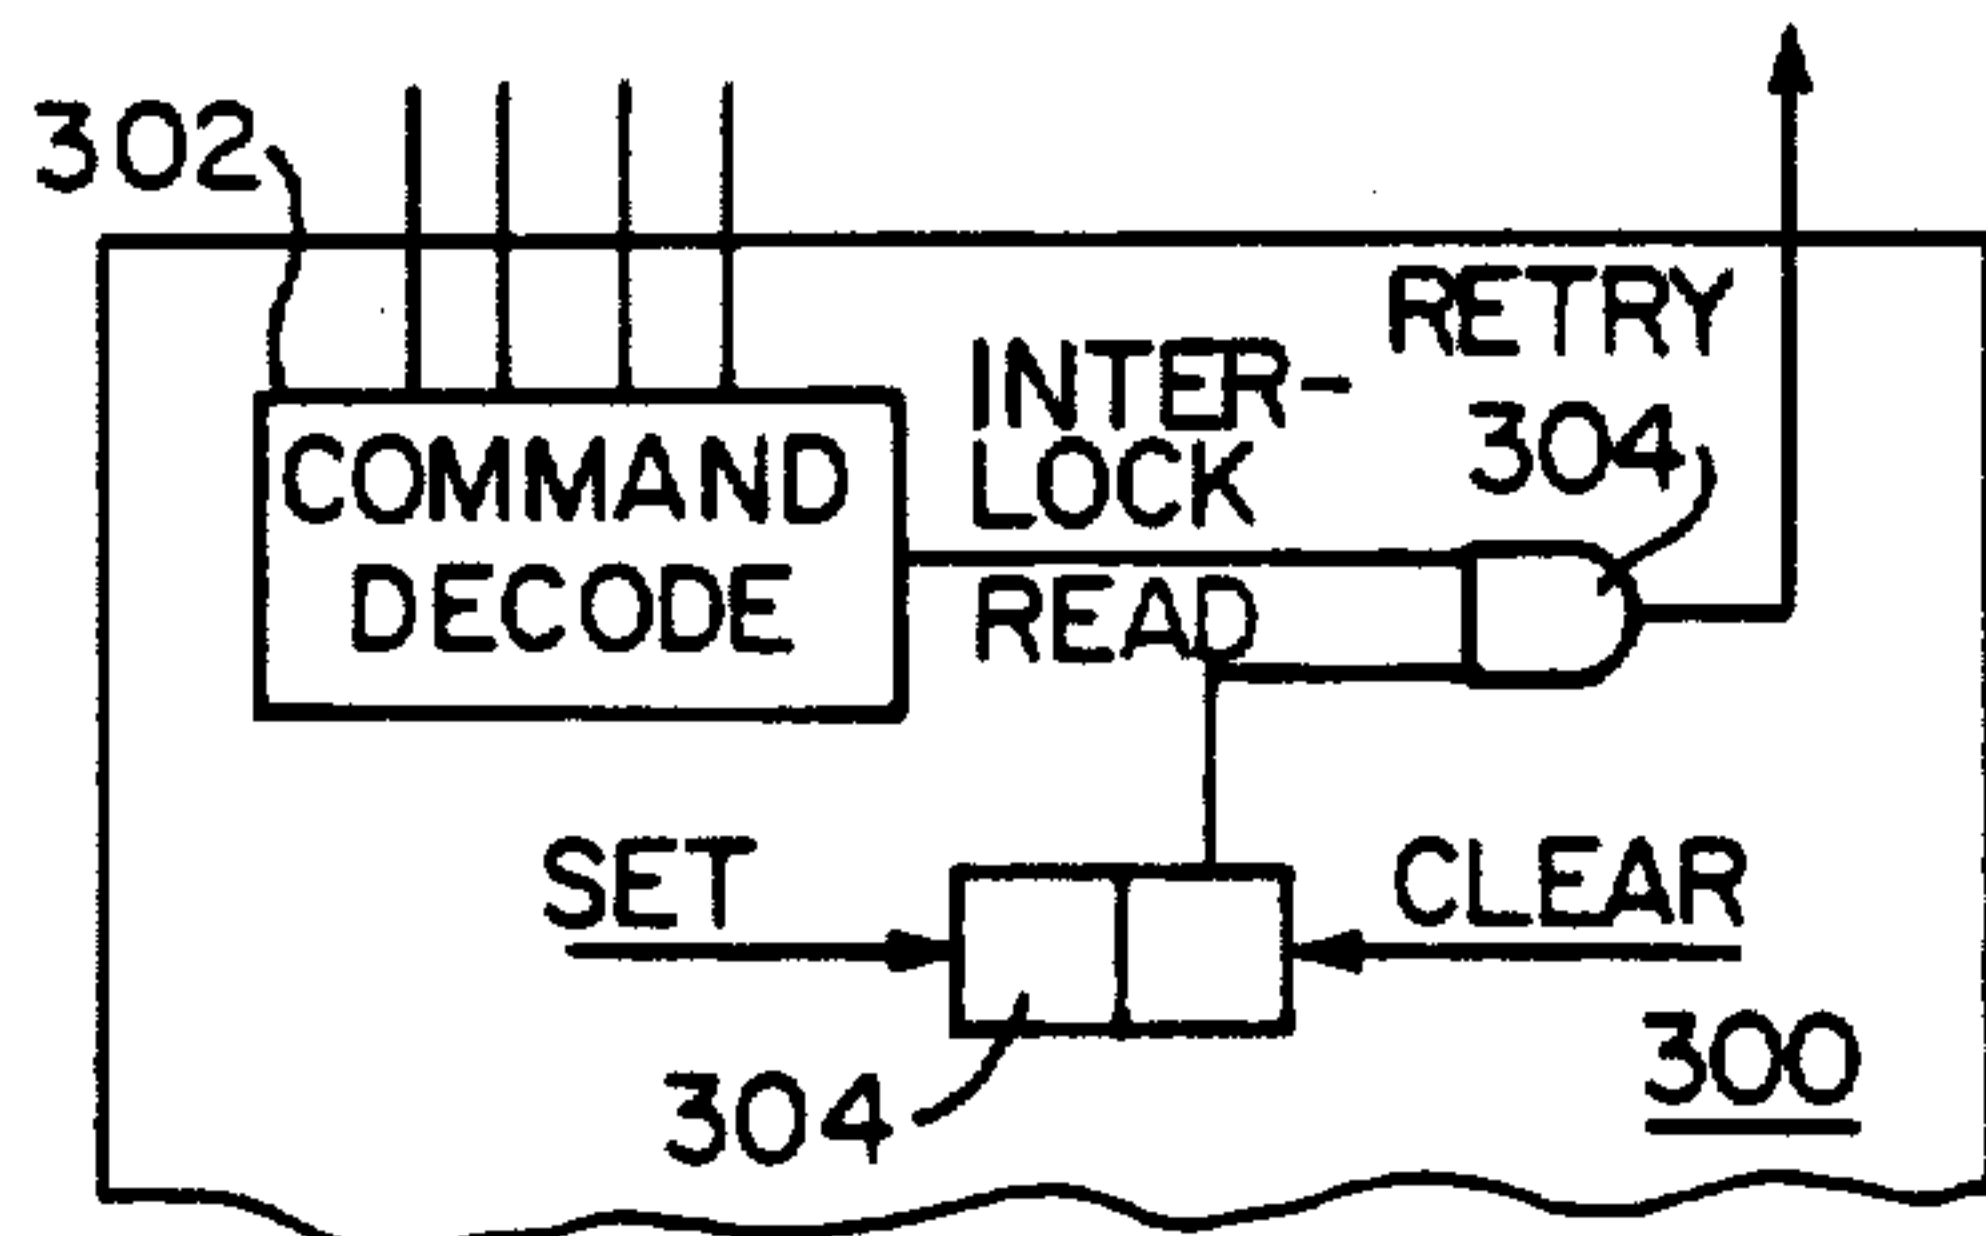 302
RETRY
INTER-
LOCK
304
COMMAND
DECODE
READ
SET
CLEAR
304
300